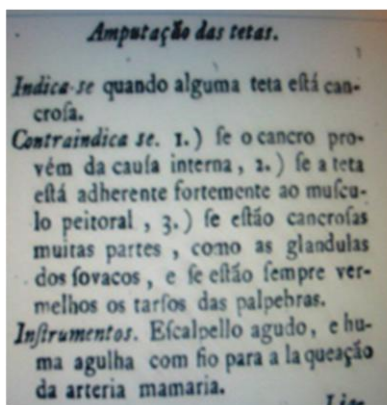 Amputação das tetas.
Indica-se quando alguma teta eſtá can-
croſa.
Contraindica ſe. 1.) ſe o cancro pro-
vém da cauſa interna, 2.) ſe a teta
eſtá adherente fortemente ao muſcu-
lo peitoral, 3.) ſe eſtão cancroſas
muitas partes, como as glandulas
dos ſovacos, e ſe eſtão ſempre ver-
melhos os tarſos das palpebras.
Inſtrumentos. Eſcalpello agudo, e hu-
ma agulha com fio para a la queação
da arteria mamaria.